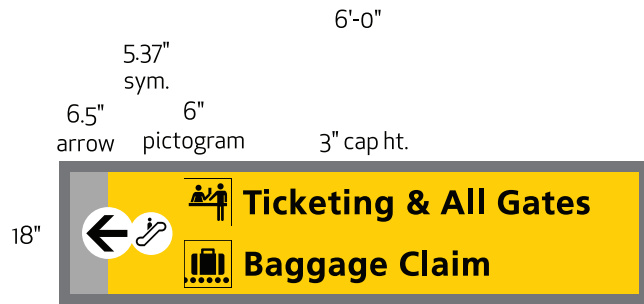 6'-0"
5.37"
sym.
6.5"
arrow
6"
pictogram
3" cap ht.
18"
Ticketing & All Gates
Baggage Claim